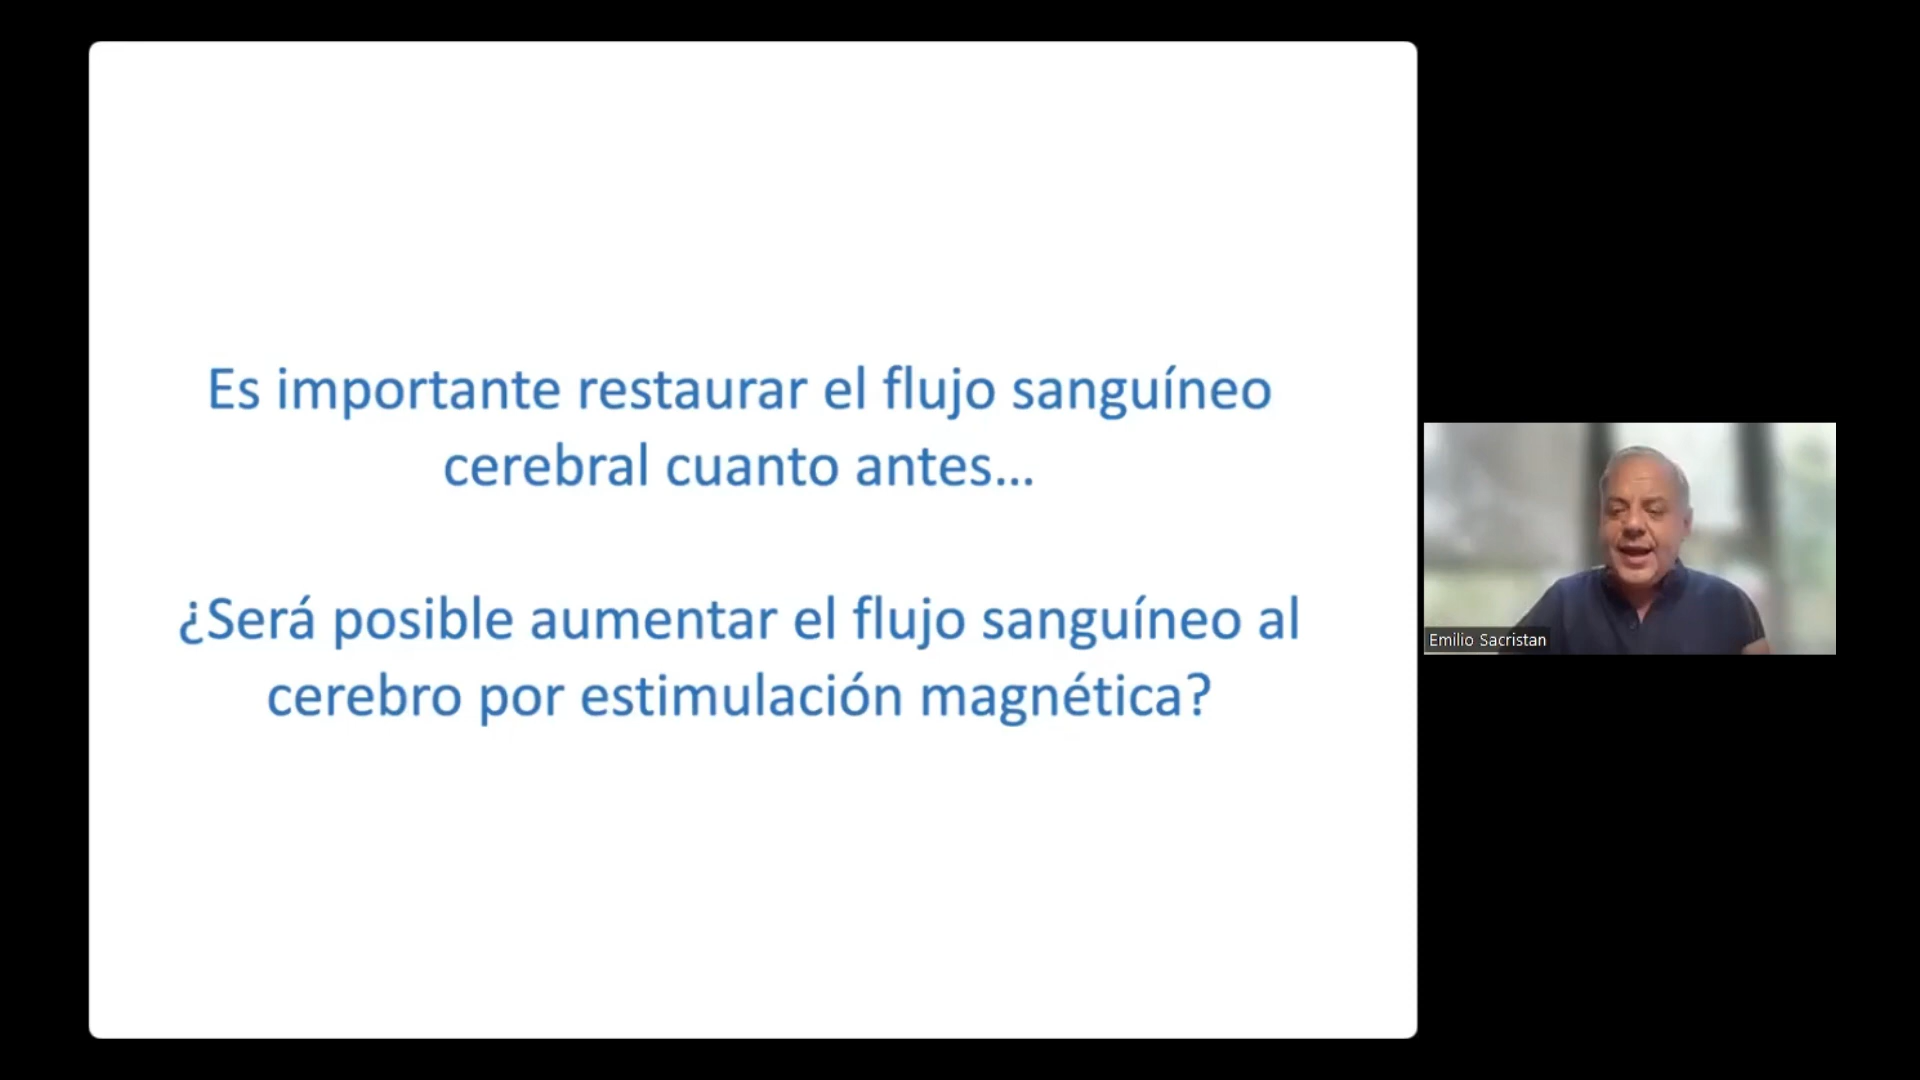 Es importante restaurar el flujo sanguíneo
cerebral cuanto antes...
¿Será posible aumentar el flujo sanguíneo al
cerebro por estimulación magnética?
Emilio Sacristan